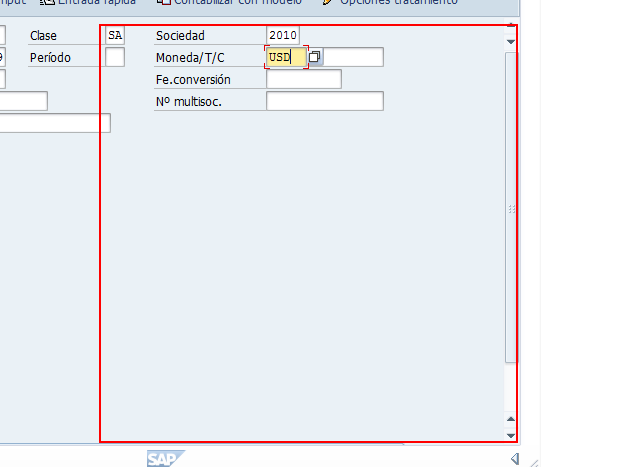 Entrada rápida Contabilizar con modelo Opciones tratamiento
Clase SA Sociedad 2010
9 Período Moneda/T/C USD
Fe.conversión
Nº multisoc.
SAP